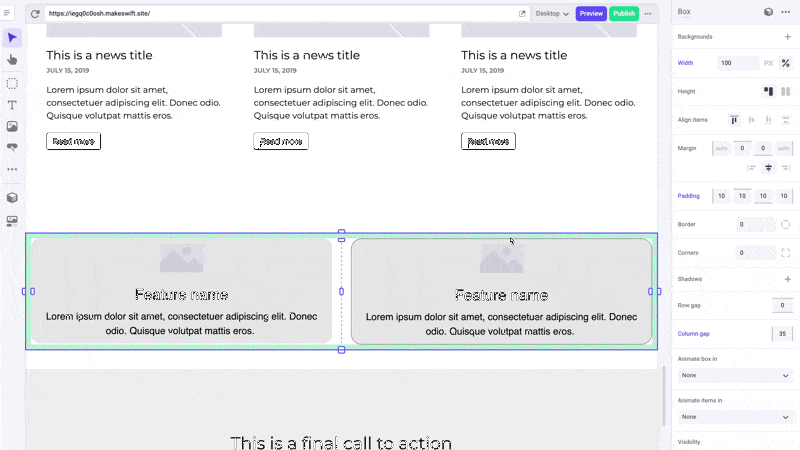 https://iegq0c0osh.makeswift.site/
Desktop
Preview
Publish
This is a news title
JULY 15, 2019
Lorem ipsum dolor sit amet,
consectetuer adipiscing elit. Donec odio.
Quisque volutpat mattis eros.
Read more
This is a news title
JULY 15, 2019
Lorem ipsum dolor sit amet,
consectetuer adipiscing elit. Donec odio.
Quisque volutpat mattis eros.
Read more
This is a news title
JULY 15, 2019
Lorem ipsum dolor sit amet,
consectetuer adipiscing elit. Donec odio.
Quisque volutpat mattis eros.
Read more
Feature name
Lorem ipsum dolor sit amet, consectetuer adipiscing elit. Donec
odio. Quisque volutpat mattis eros.
Feature name
Lorem ipsum dolor sit amet, consectetuer adipiscing elit. Donec
odio. Quisque volutpat mattis eros.
This is a final call to action
Box
Backgrounds
Width 100 PX %
Height
Align items
Margin auto 0 0 auto
Padding 10 10 10 10
Border 0
Corners 0
Shadows
Row gap 0
Column gap 35
Animate box in
None
Animate items in
None
Visibility